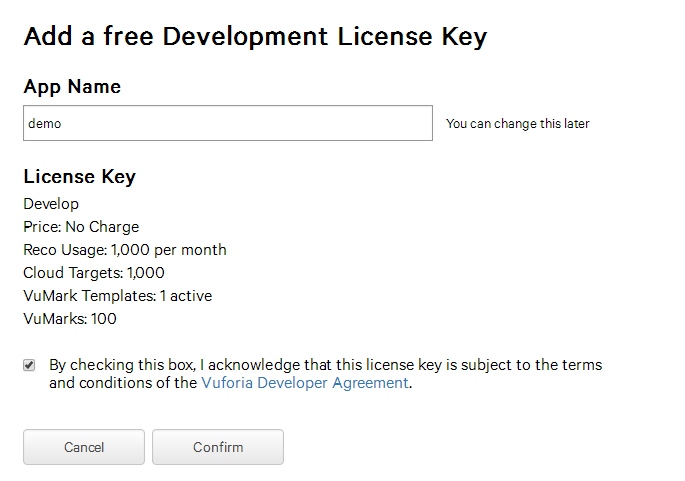 Add a free Development License Key
App Name
demo
You can change this later
License Key
Develop
Price: No Charge
Reco Usage: 1,000 per month
Cloud Targets: 1,000
VuMark Templates: 1 active
VuMarks: 100
By checking this box, I acknowledge that this license key is subject to the terms
and conditions of the Vuforia Developer Agreement.
Cancel
Confirm